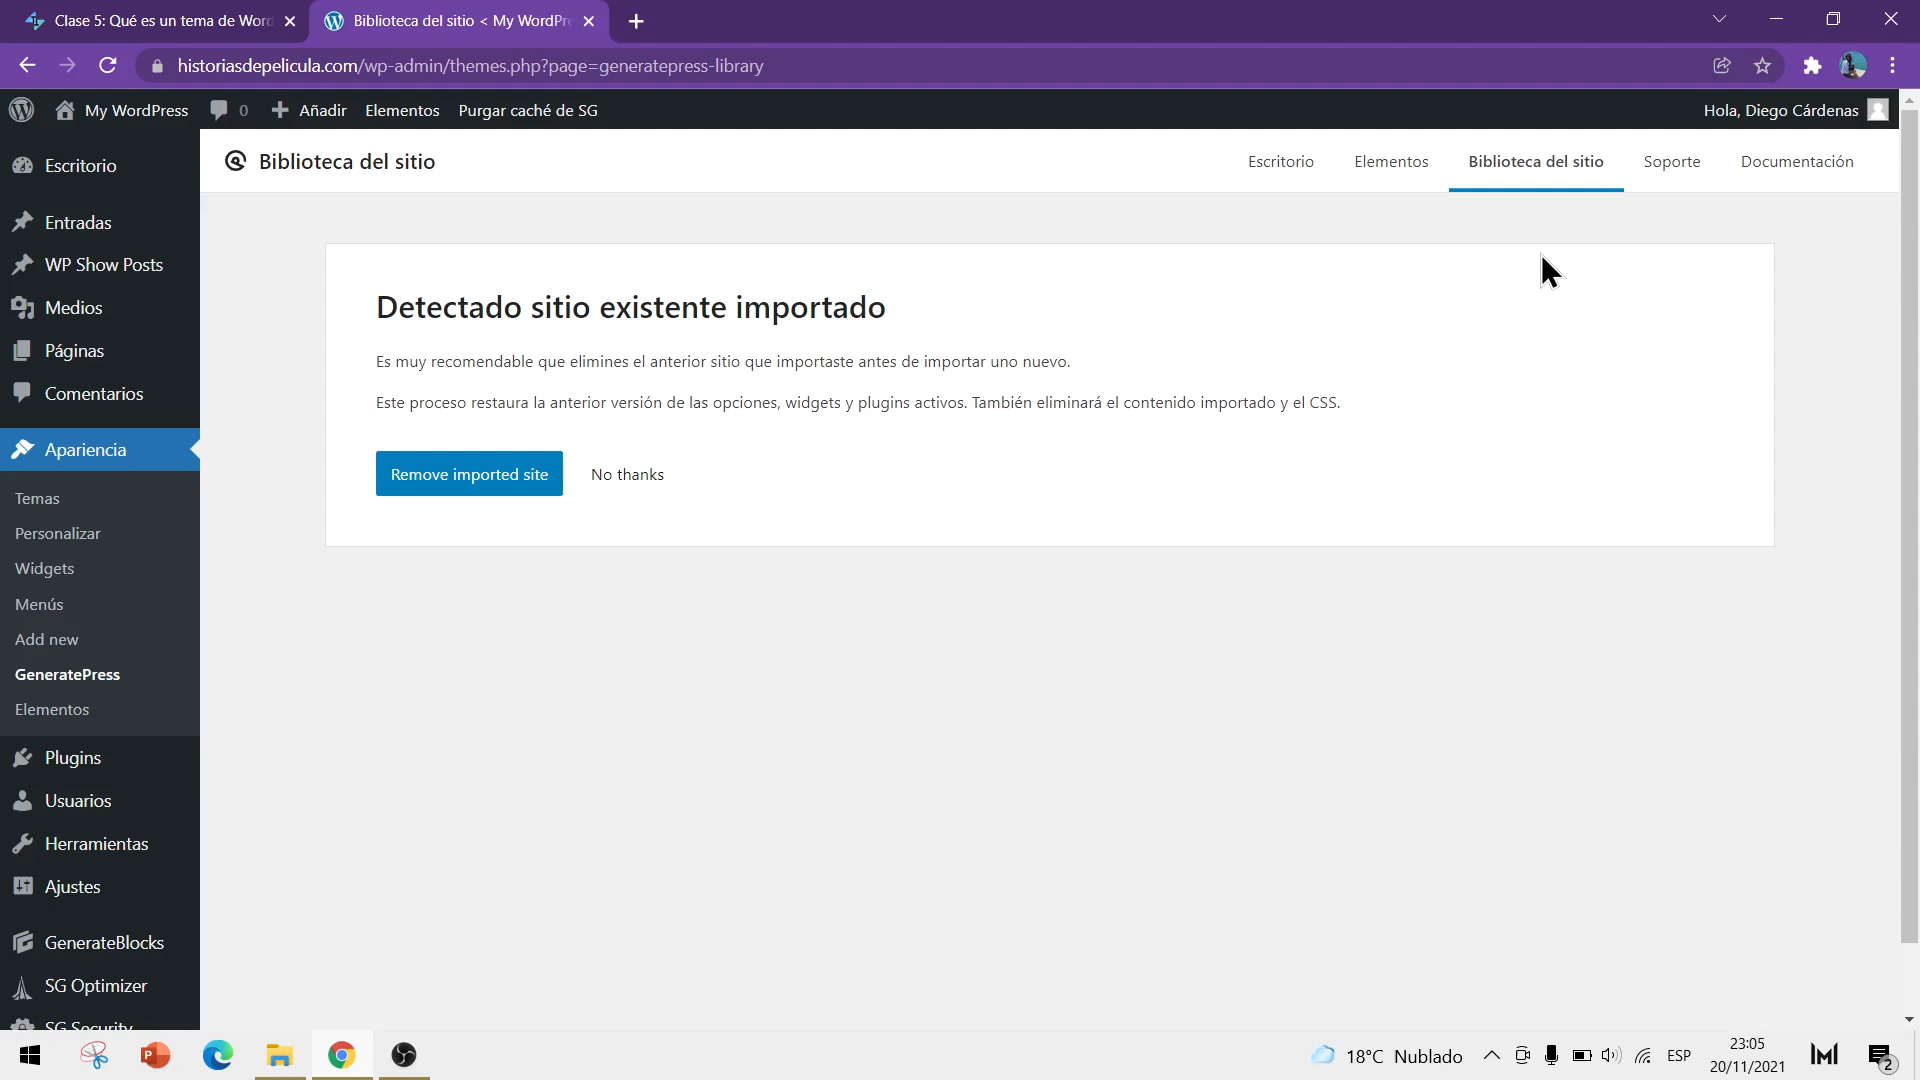 Clase 5: Qué es un tema de Word
Biblioteca del sitio < My WordPre
historiasdepelicula.com/wp-admin/themes.php?page=generatepress-library
My WordPress
0
Añadir
Elementos
Purgar caché de SG
Hola, Diego Cárdenas
Biblioteca del sitio
Escritorio
Elementos
Biblioteca del sitio
Soporte
Documentación
Escritorio
Entradas
WP Show Posts
Medios
Páginas
Comentarios
Apariencia
Temas
Personalizar
Widgets
Menús
Add new
GeneratePress
Elementos
Plugins
Usuarios
Herramientas
Ajustes
GenerateBlocks
SG Optimizer
SG Security
Detectado sitio existente importado
Es muy recomendable que elimines el anterior sitio que importaste antes de importar uno nuevo.
Este proceso restaura la anterior versión de las opciones, widgets y plugins activos. También eliminará el contenido importado y el CSS.
Remove imported site
No thanks
18°C Nublado
ESP
23:05
20/11/2021
2